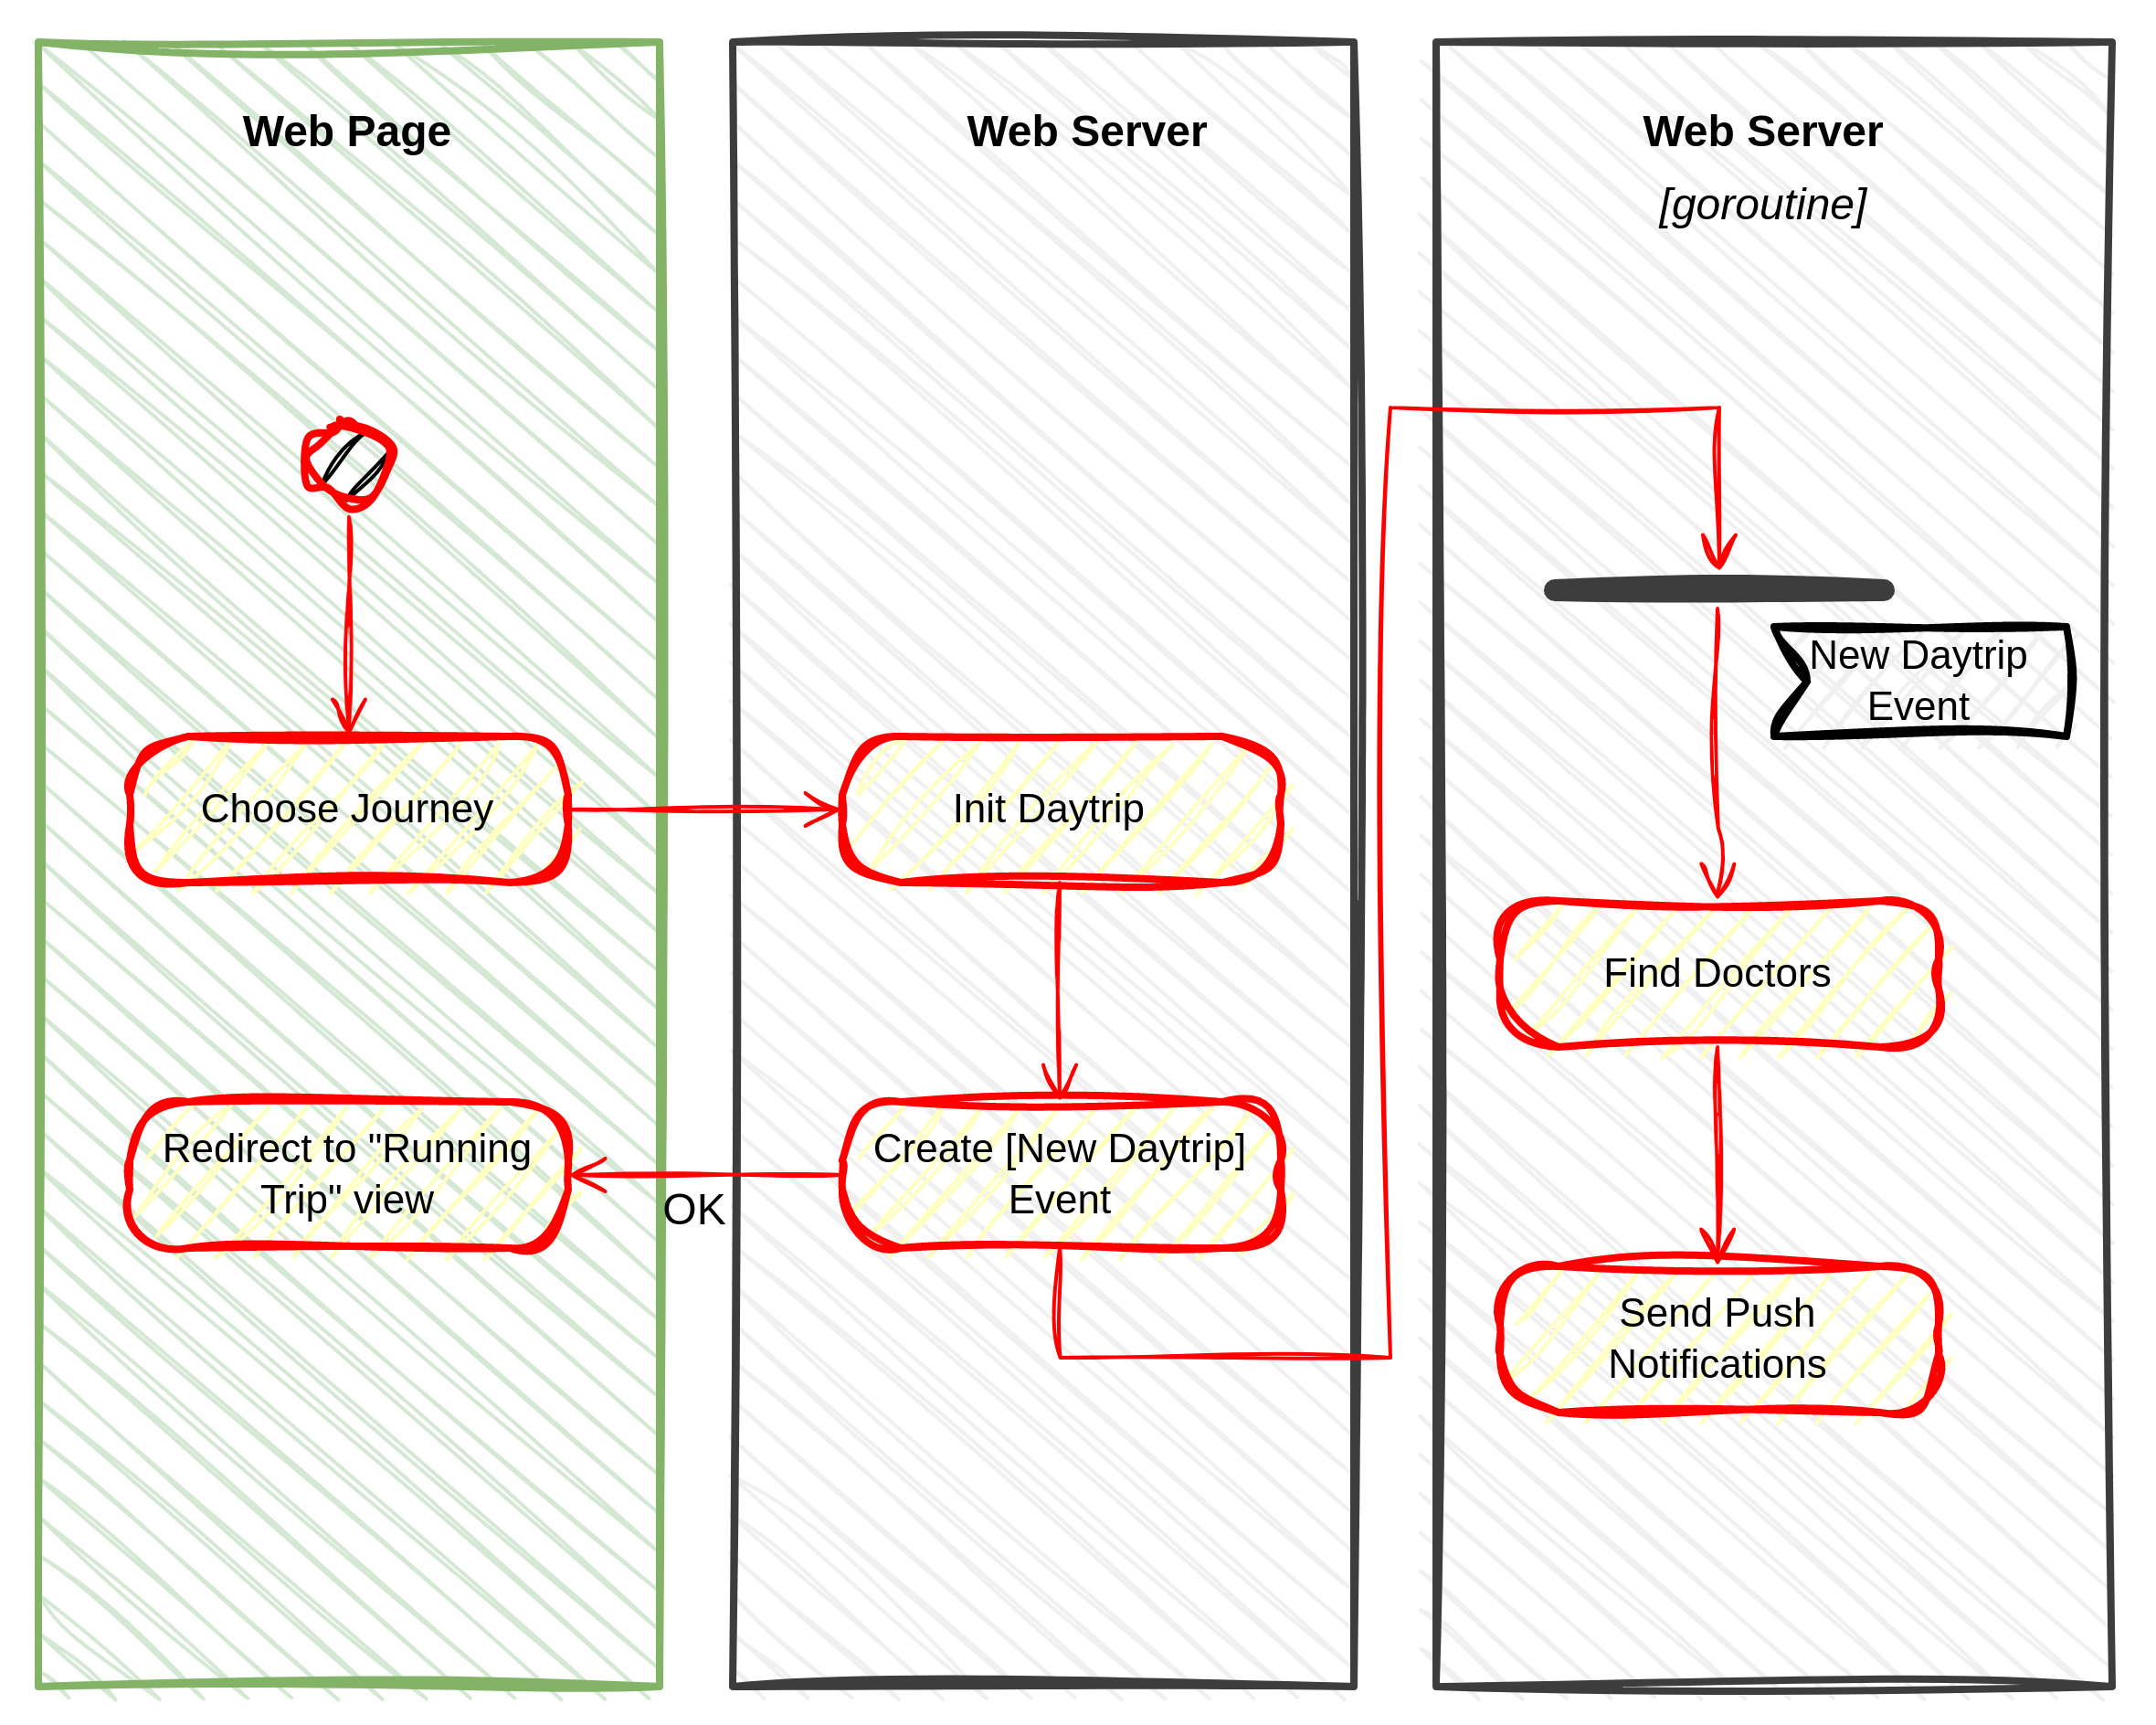 Web Page
Web Server
Web Server
[goroutine]
New Daytrip
Event
Choose Journey
Init Daytrip
Find Doctors
Redirect to "Running
Trip" view
OK
Create [New Daytrip]
Event
Send Push
Notifications